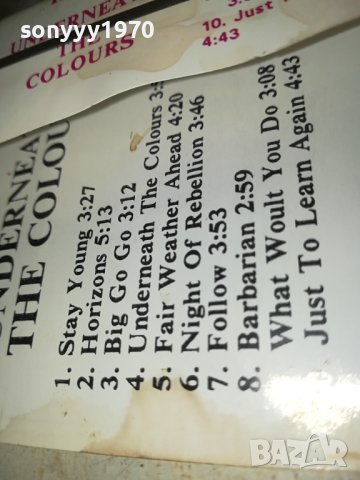 sonyyy1970
UNDERNEA
THE
COLOURS
10. Just
4:43
UNDERNEA
THE COLOU
1. Stay Young 3:27
2. Horizons 5:13
3. Big Go Go 3:12
4. Underneath The Colours
5. Fair Weather Ahead 4:20
6. Night Of Rebellion 3:46
7. Follow 3:53
8. Barbarian 2:59
What Woult You Do 3:08
Just To Learn Again 4:43
BAZAR